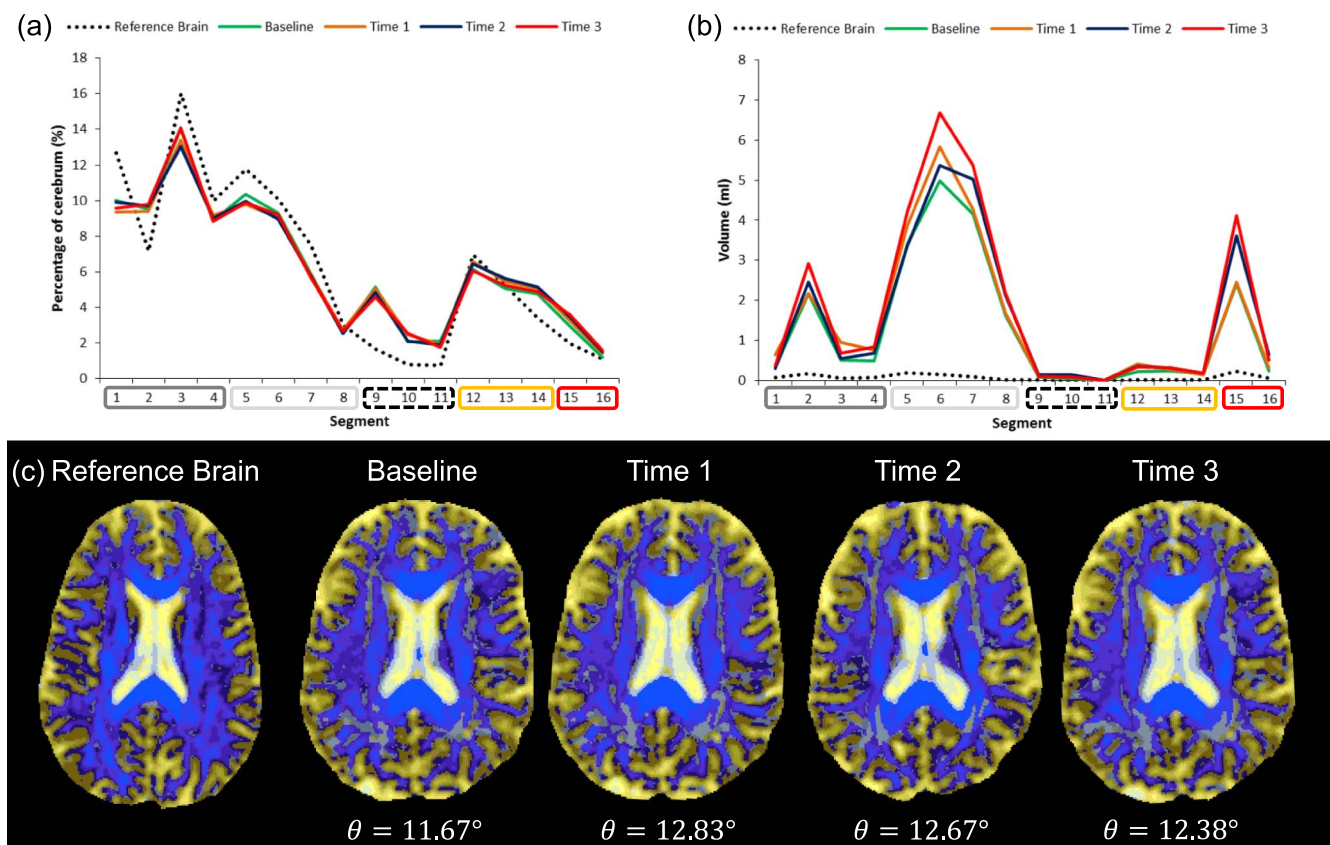 (a)
Reference Brain Baseline Time 1 Time 2 Time 3
18
16
14
12
10
8
6
4
2
0
Percentage of cerebrum (%)
1 2 3 4 5 6 7 8 9 10 11 12 13 14 15 16
Segment
(b)
Reference Brain Baseline Time 1 Time 2 Time 3
8
7
6
5
4
3
2
1
0
Volume (ml)
1 2 3 4 5 6 7 8 9 10 11 12 13 14 15 16
Segment
(c) Reference Brain Baseline Time 1 Time 2 Time 3
θ = 11.67° θ = 12.83° θ = 12.67° θ = 12.38°